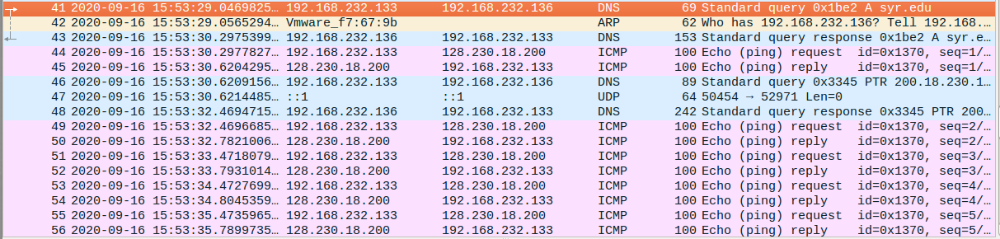 41 2020-09-16 15:53:29.0469825… 192.168.232.133 192.168.232.136 DNS 69 Standard query 0x1be2 A syr.edu
42 2020-09-16 15:53:29.0565294… Vmware_f7:67:9b ARP 62 Who has 192.168.232.136? Tell 192.168.…
43 2020-09-16 15:53:30.2975399… 192.168.232.136 192.168.232.133 DNS 153 Standard query response 0x1be2 A syr.e…
44 2020-09-16 15:53:30.2977827… 192.168.232.133 128.230.18.200 ICMP 100 Echo (ping) request id=0x1370, seq=1/…
45 2020-09-16 15:53:30.6204295… 128.230.18.200 192.168.232.133 ICMP 100 Echo (ping) reply id=0x1370, seq=1/…
46 2020-09-16 15:53:30.6209156… 192.168.232.133 192.168.232.136 DNS 89 Standard query 0x3345 PTR 200.18.230.1…
47 2020-09-16 15:53:30.6214485… ::1 ::1 UDP 64 50454 → 52971 Len=0
48 2020-09-16 15:53:32.4694715… 192.168.232.136 192.168.232.133 DNS 242 Standard query response 0x3345 PTR 200…
49 2020-09-16 15:53:32.4696685… 192.168.232.133 128.230.18.200 ICMP 100 Echo (ping) request id=0x1370, seq=2/…
50 2020-09-16 15:53:32.7821006… 128.230.18.200 192.168.232.133 ICMP 100 Echo (ping) reply id=0x1370, seq=2/…
51 2020-09-16 15:53:33.4718079… 192.168.232.133 128.230.18.200 ICMP 100 Echo (ping) request id=0x1370, seq=3/…
52 2020-09-16 15:53:33.7931014… 128.230.18.200 192.168.232.133 ICMP 100 Echo (ping) reply id=0x1370, seq=3/…
53 2020-09-16 15:53:34.4727699… 192.168.232.133 128.230.18.200 ICMP 100 Echo (ping) request id=0x1370, seq=4/…
54 2020-09-16 15:53:34.8045359… 128.230.18.200 192.168.232.133 ICMP 100 Echo (ping) reply id=0x1370, seq=4/…
55 2020-09-16 15:53:35.4735965… 192.168.232.133 128.230.18.200 ICMP 100 Echo (ping) request id=0x1370, seq=5/…
56 2020-09-16 15:53:35.7899735… 128.230.18.200 192.168.232.133 ICMP 100 Echo (ping) reply id=0x1370, seq=5/…